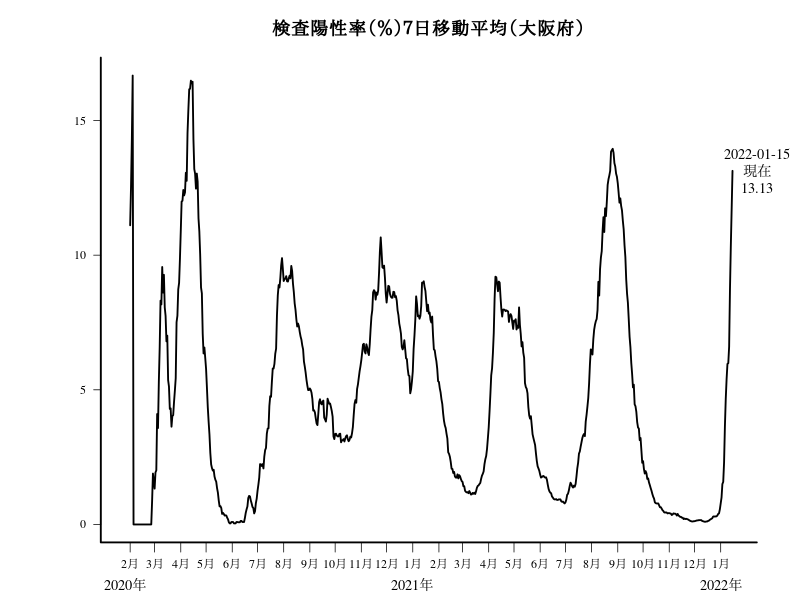 検査陽性率(%)7日移動平均(大阪府)
15
10
5
0
2022-01-15
現在
13.13
2月 3月 4月 5月 6月 7月 8月 9月 10月 11月 12月 1月 2月 3月 4月 5月 6月 7月 8月 9月 10月 11月 12月 1月
2020年 2021年 2022年